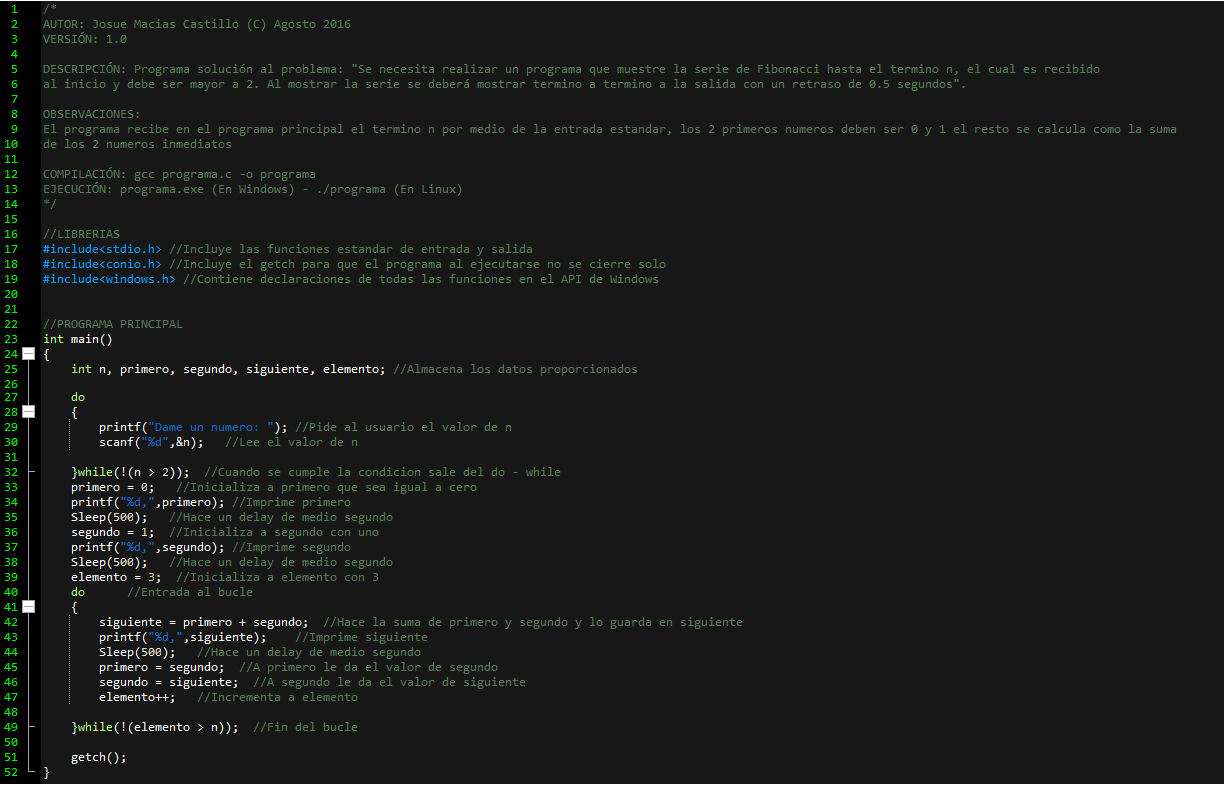 1 /*
2 AUTOR: Josue Macias Castillo (C) Agosto 2016
3 VERSIÓN: 1.0
4
5 DESCRIPCIÓN: Programa solución al problema: "Se necesita realizar un programa que muestre la serie de Fibonacci hasta el termino n, el cual es recibido
6 al inicio y debe ser mayor a 2. Al mostrar la serie se deberá mostrar termino a termino a la salida con un retraso de 0.5 segundos".
7
8 OBSERVACIONES:
9 El programa recibe en el programa principal el termino n por medio de la entrada estandar, los 2 primeros numeros deben ser 0 y 1 el resto se calcula como la suma
10 de los 2 numeros inmediatos
11
12 COMPILACIÓN: gcc programa.c -o programa
13 EJECUCIÓN: programa.exe (En Windows) - ./programa (En Linux)
14 */
15
16 //LIBRERIAS
17 #include<stdio.h> //Incluye las funciones estandar de entrada y salida
18 #include<conio.h> //Incluye el getch para que el programa al ejecutarse no se cierre solo
19 #include<windows.h> //Contiene declaraciones de todas las funciones en el API de Windows
20
21
22 //PROGRAMA PRINCIPAL
23 int main()
24 {
25 int n, primero, segundo, siguiente, elemento; //Almacena los datos proporcionados
26
27 do
28 {
29 printf("Dame un numero: "); //Pide al usuario el valor de n
30 scanf("%d",&n); //Lee el valor de n
31
32 }while(!(n > 2)); //Cuando se cumple la condicion sale del do - while
33 primero = 0; //Inicializa a primero que sea igual a cero
34 printf("%d,",primero); //Imprime primero
35 Sleep(500); //Hace un delay de medio segundo
36 segundo = 1; //Inicializa a segundo con uno
37 printf("%d,",segundo); //Imprime segundo
38 Sleep(500); //Hace un delay de medio segundo
39 elemento = 3; //Inicializa a elemento con 3
40 do //Entrada al bucle
41 {
42 siguiente = primero + segundo; //Hace la suma de primero y segundo y lo guarda en siguiente
43 printf("%d,",siguiente); //Imprime siguiente
44 Sleep(500); //Hace un delay de medio segundo
45 primero = segundo; //A primero le da el valor de segundo
46 segundo = siguiente; //A segundo le da el valor de siguiente
47 elemento++; //Incrementa a elemento
48
49 }while(!(elemento > n)); //Fin del bucle
50
51 getch();
52 }